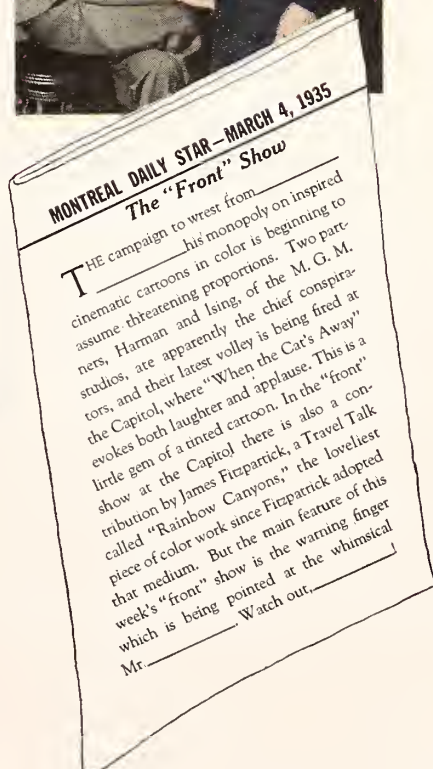 MONTREAL DAILY STAR—MARCH 4, 1935
The "Front" Show
THE campaign to wrest from
his monopoly on inspired
cinematic cartoons in color is beginning to
assume threatening proportions. Two part-
ners, Harman and Ising, of the M. G. M.
studios, are apparently the chief conspira-
tors, and their latest volley is being fired at
the Capitol, where "When the Cat's Away"
evokes both laughter and applause. This is a
little gem of a tinted cartoon. In the "front"
show at the Capitol there is also a con-
tribution by James Fitzpartick, a Travel Talk
called "Rainbow Canyons," the loveliest
piece of color work since Fitzpatrick adopted
that medium. But the main feature of this
week's "front" show is the warning finger
which is being pointed at the whimsical
Mr. . Watch out,